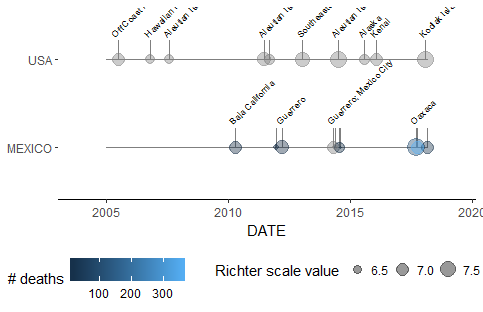 Off Coast
Hawaiian I
Aleutian Is
Aleutian Is
Southeast
Aleutian Is
Alaska
Kenai
Kodiak Isl
USA
Baja California
Guerrero
Guerrero; Mexico City
Oaxaca
MEXICO
2005 2010 2015 2020
DATE
# deaths
100 200 300
Richter scale value 6.5 7.0 7.5